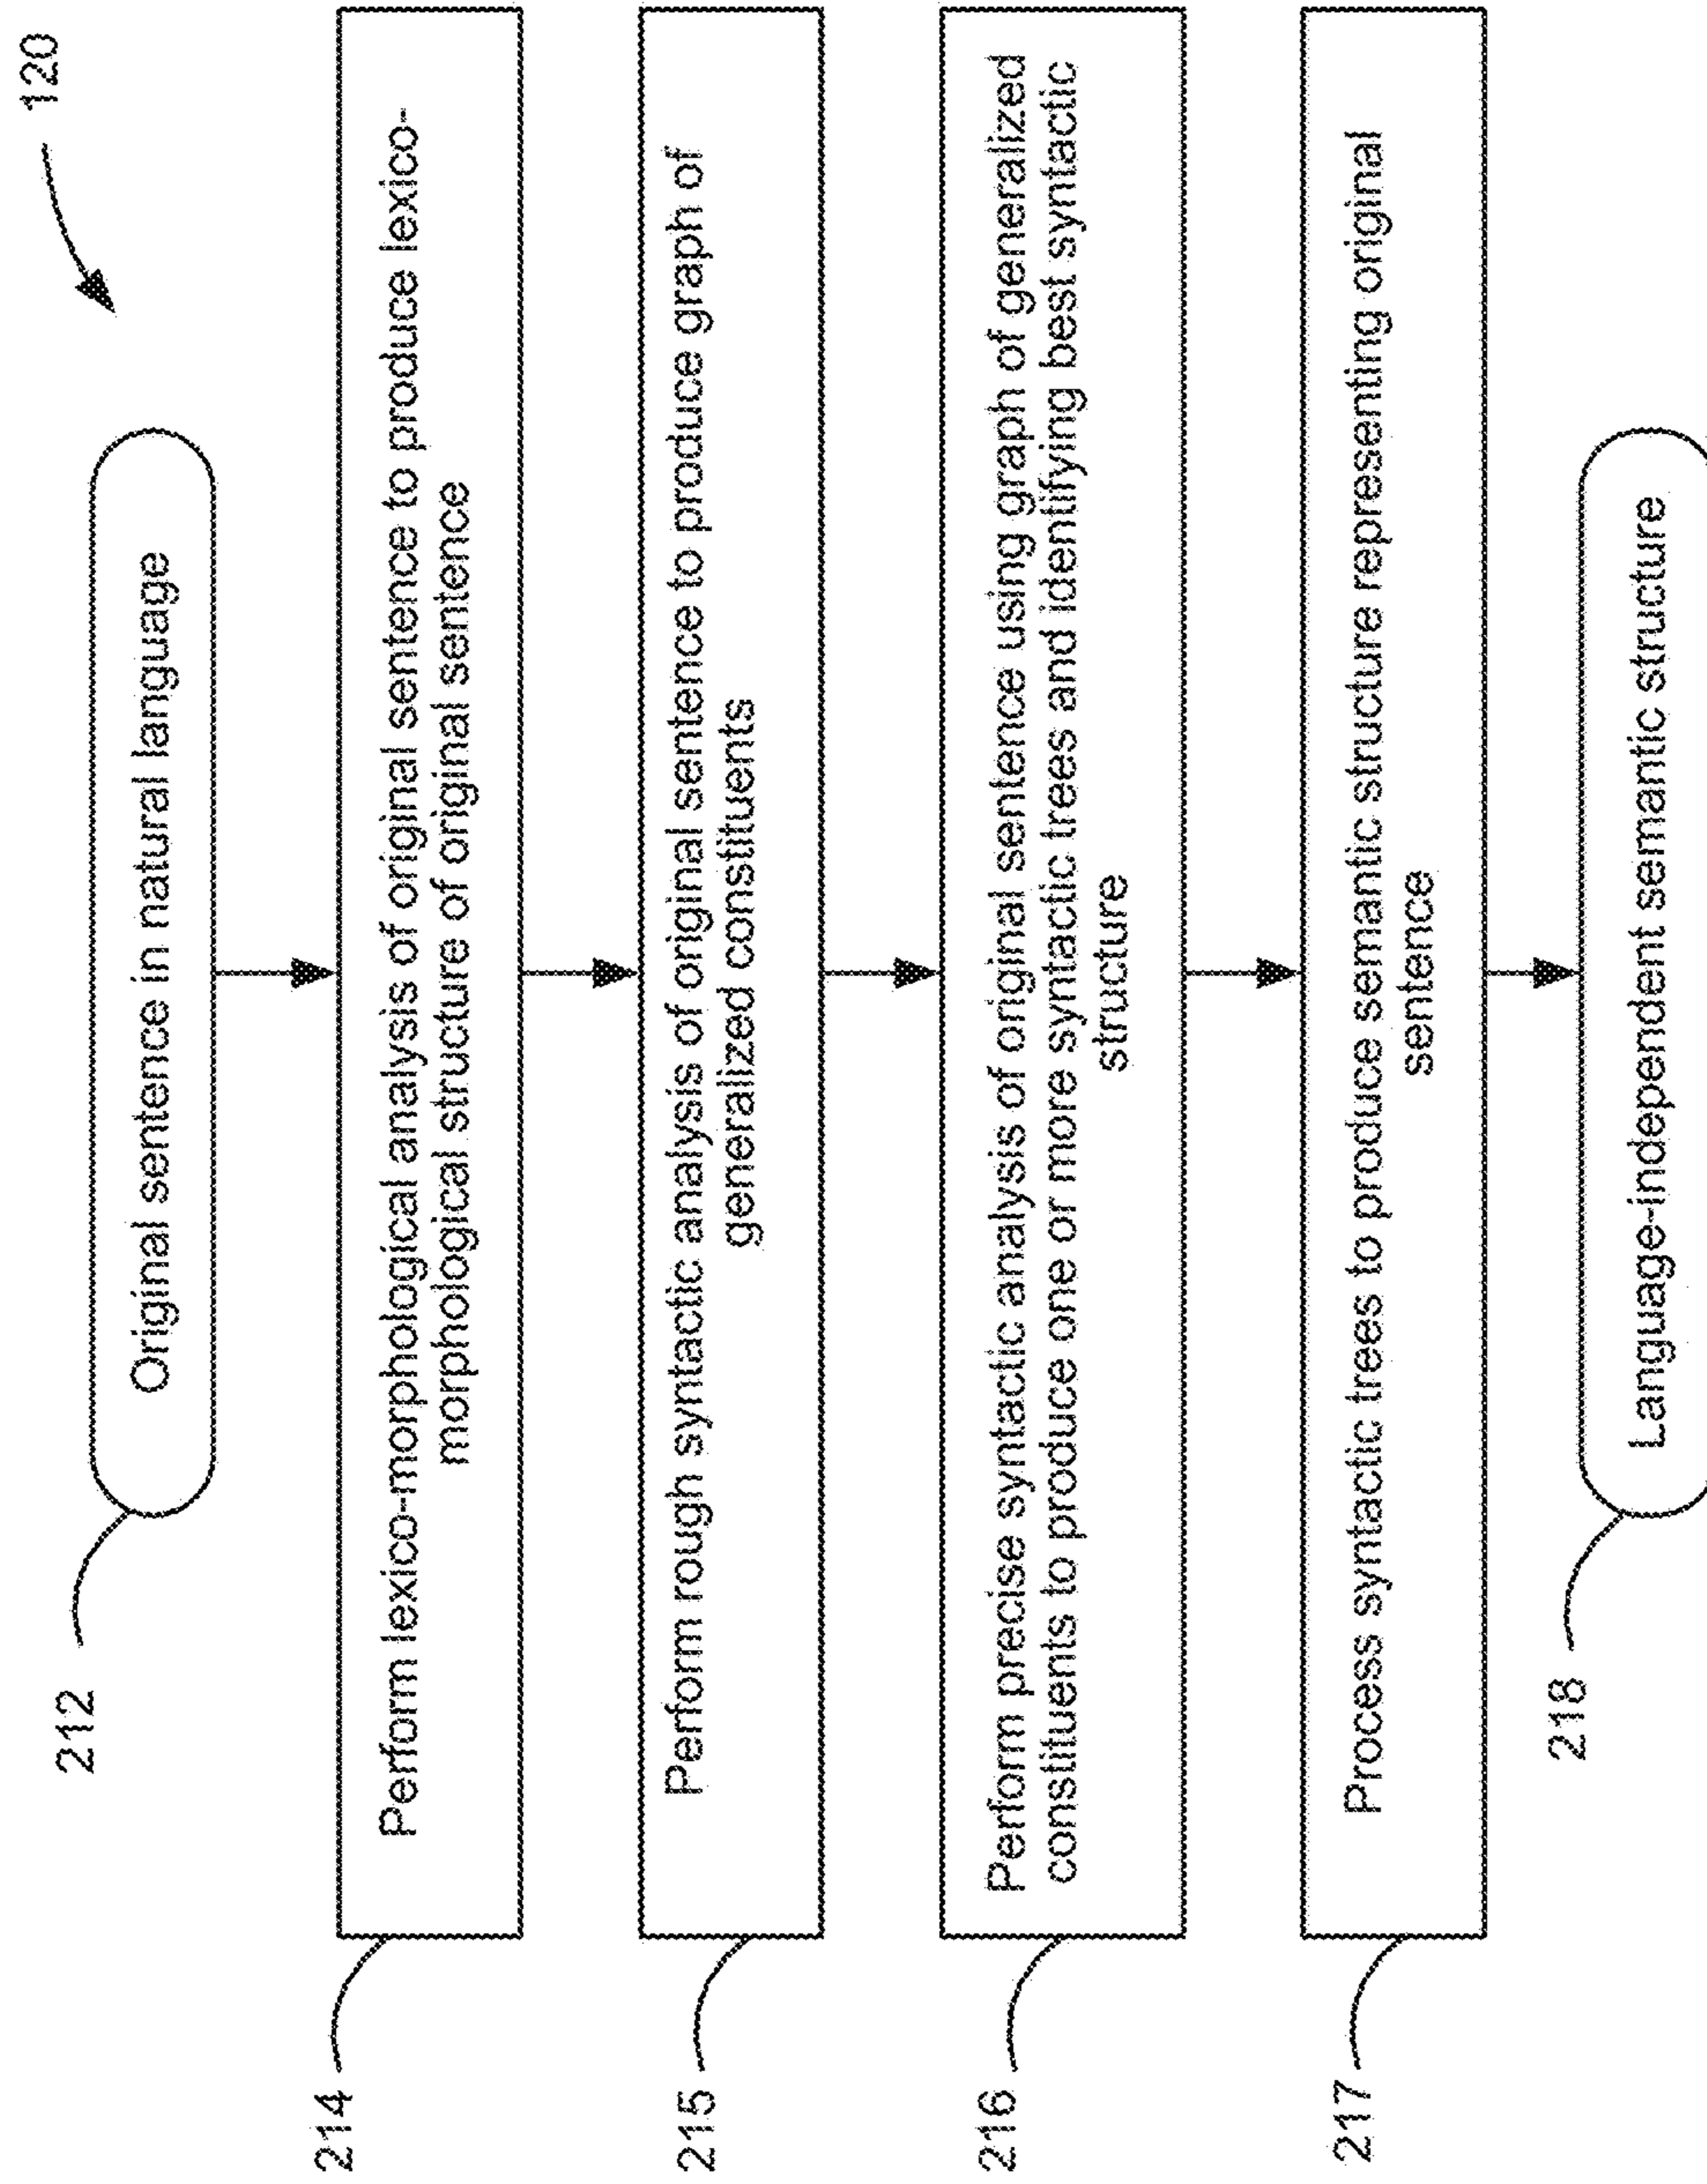 120
212
Original sentence in natural language
214
Perform lexico-morphological analysis of original sentence to produce lexico-
morphological structure of original sentence
215
Perform rough syntactic analysis of original sentence to produce graph of
generalized constituents
216
Perform precise syntactic analysis of original sentence using graph of generalized
constituents to produce one or more syntactic trees and identifying best syntactic
structure
217
Process syntactic trees to produce semantic structure representing original
sentence
218
Language-independent semantic structure